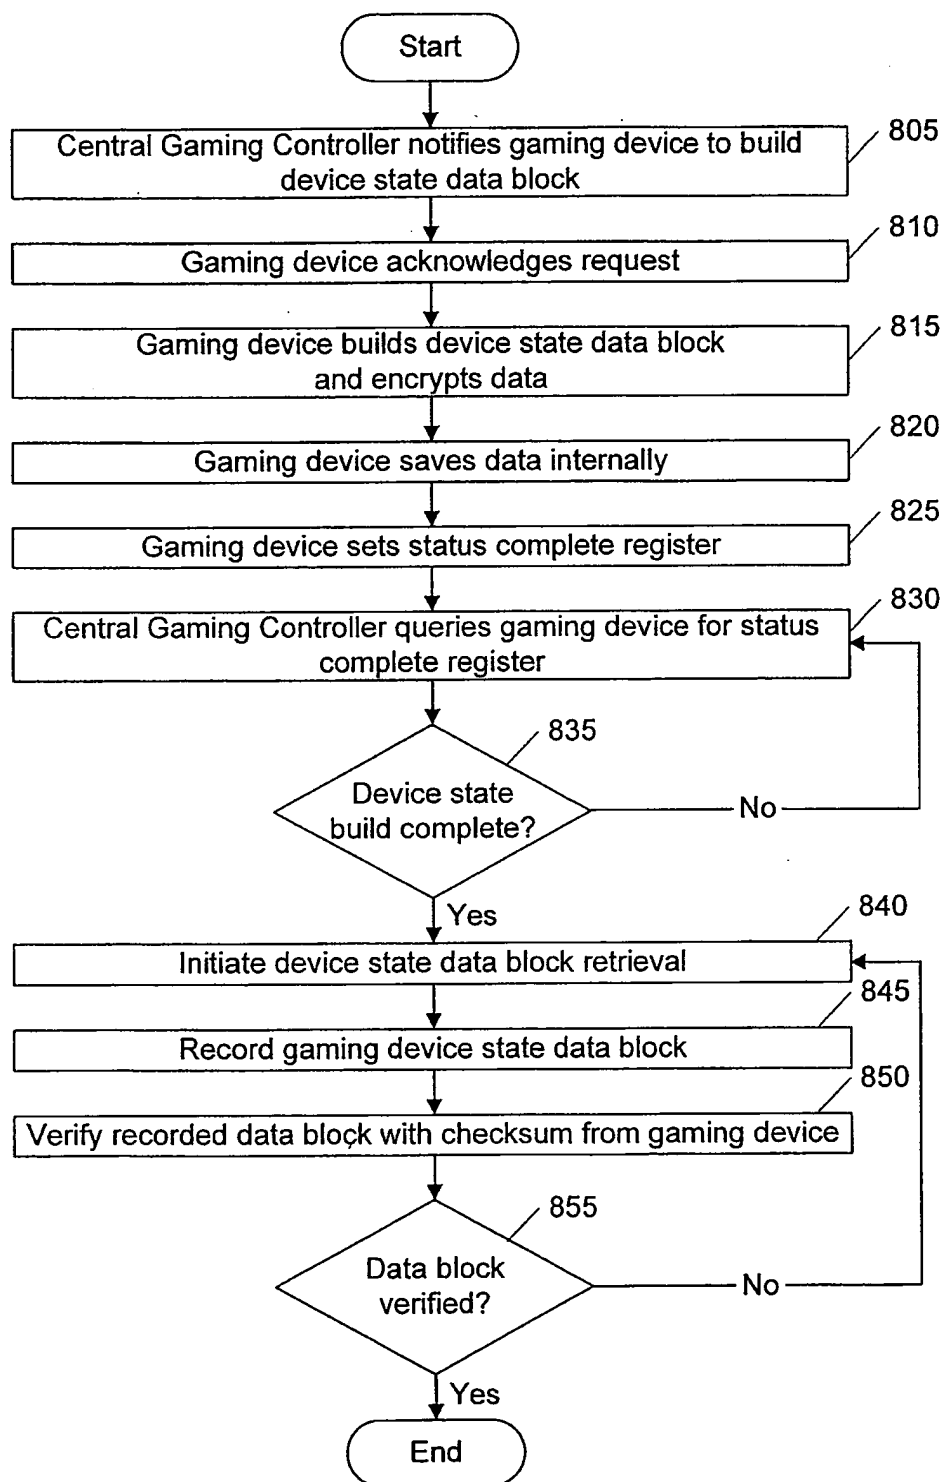 Start
805
Central Gaming Controller notifies gaming device to build
device state data block
810
Gaming device acknowledges request
815
Gaming device builds device state data block
and encrypts data
820
Gaming device saves data internally
825
Gaming device sets status complete register
830
Central Gaming Controller queries gaming device for status
complete register
835
Device state
build complete?
No
Yes
840
Initiate device state data block retrieval
845
Record gaming device state data block
850
Verify recorded data block with checksum from gaming device
855
Data block
verified?
No
Yes
End